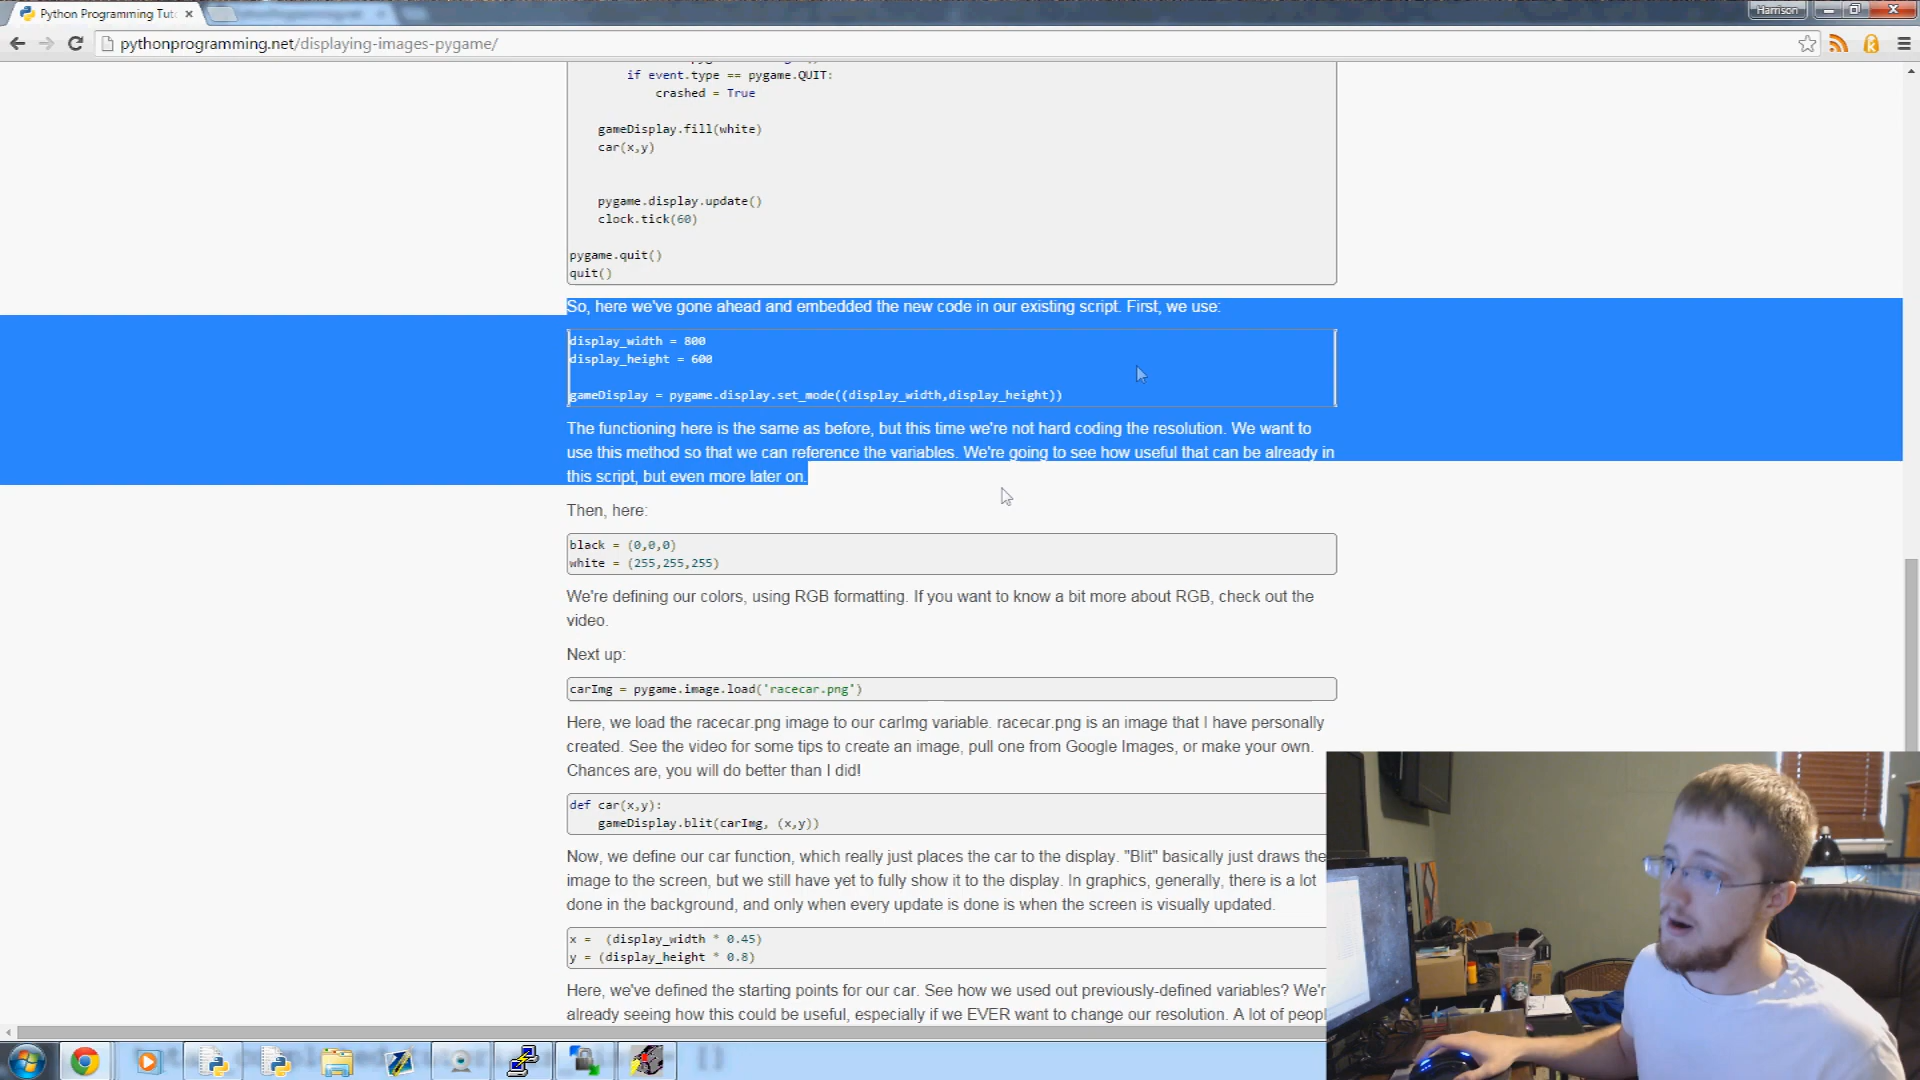 Python Programming Tut
Harrison
pythonprogramming.net/displaying-images-pygame/
if event.type == pygame.QUIT:
crashed = True
gameDisplay.fill(white)
car(x,y)
pygame.display.update()
clock.tick(60)
pygame.quit()
quit()
So, here we've gone ahead and embedded the new code in our existing script. First, we use:
display_width = 800
display_height = 600
gameDisplay = pygame.display.set_mode((display_width,display_height))
The functioning here is the same as before, but this time we're not hard coding the resolution. We want to
use this method so that we can reference the variables. We're going to see how useful that can be already in
this script, but even more later on.
Then, here:
black = (0,0,0)
white = (255,255,255)
We're defining our colors, using RGB formatting. If you want to know a bit more about RGB, check out the
video.
Next up:
carImg = pygame.image.load('racecar.png')
Here, we load the racecar.png image to our carImg variable. racecar.png is an image that I have personally
created. See the video for some tips to create an image, pull one from Google Images, or make your own.
Chances are, you will do better than I did!
def car(x,y):
gameDisplay.blit(carImg, (x,y))
Now, we define our car function, which really just places the car to the display. "Blit" basically just draws the
image to the screen, but we still have yet to fully show it to the display. In graphics, generally, there is a lot
done in the background, and only when every update is done is when the screen is visually updated.
x = (display_width * 0.45)
y = (display_height * 0.8)
Here, we've defined the starting points for our car. See how we used out previously-defined variables? We'r
already seeing how this could be useful, especially if we EVER want to change our resolution. A lot of peopl